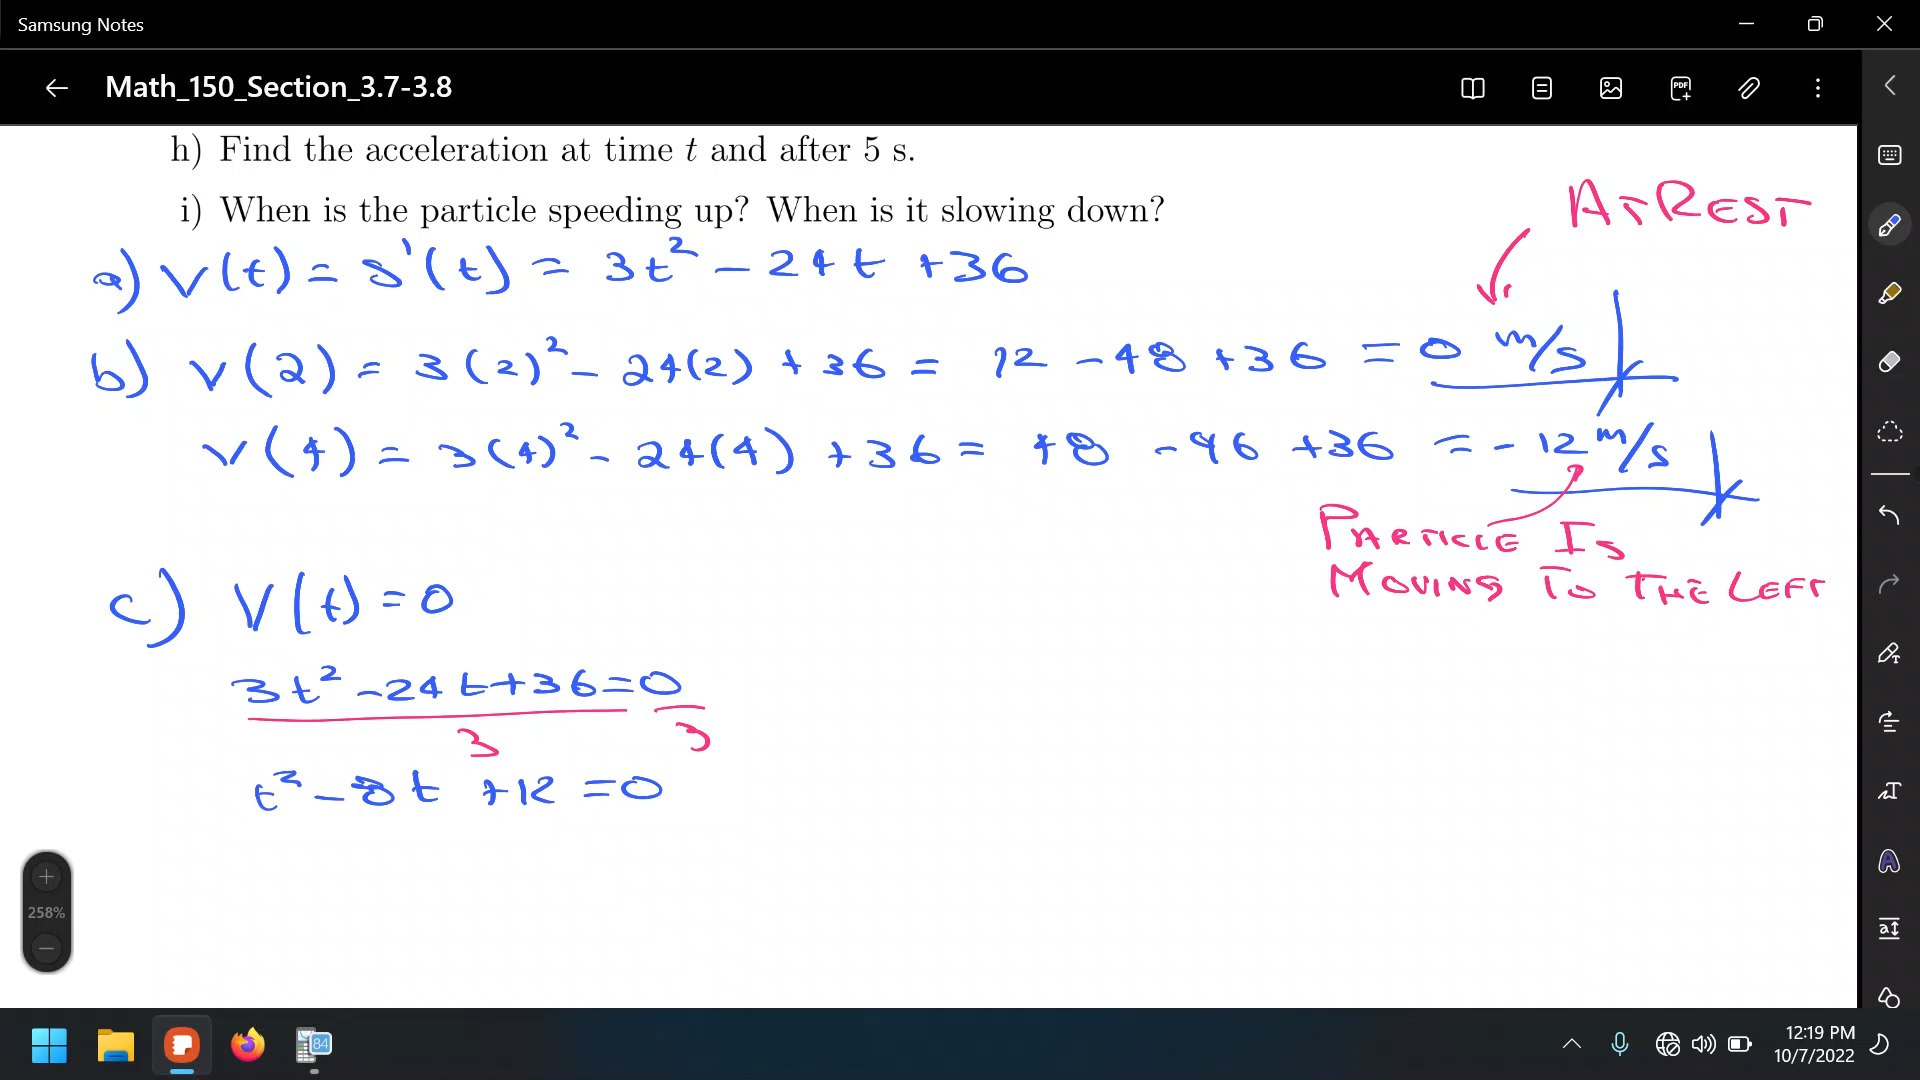 Samsung Notes
Math_150_Section_3.7-3.8
PDF
h) Find the acceleration at time t and after 5 s.
i) When is the particle speeding up? When is it slowing down?
AT REST
a) V(t) = s'(t) = 3t² - 24t + 36
b) V(2) = 3(2)² - 24(2) + 36 = 12 - 48 + 36 = 0 m/s
V(4) = 3(4)² - 24(4) + 36 = 48 - 96 + 36 = -12 m/s
PARTICLE IS
MOVING TO THE LEFT
c) V(t) = 0
3t² - 24t + 36 = 0
3 3
t² - 8t + 12 = 0
258%
84
12:19 PM
10/7/2022